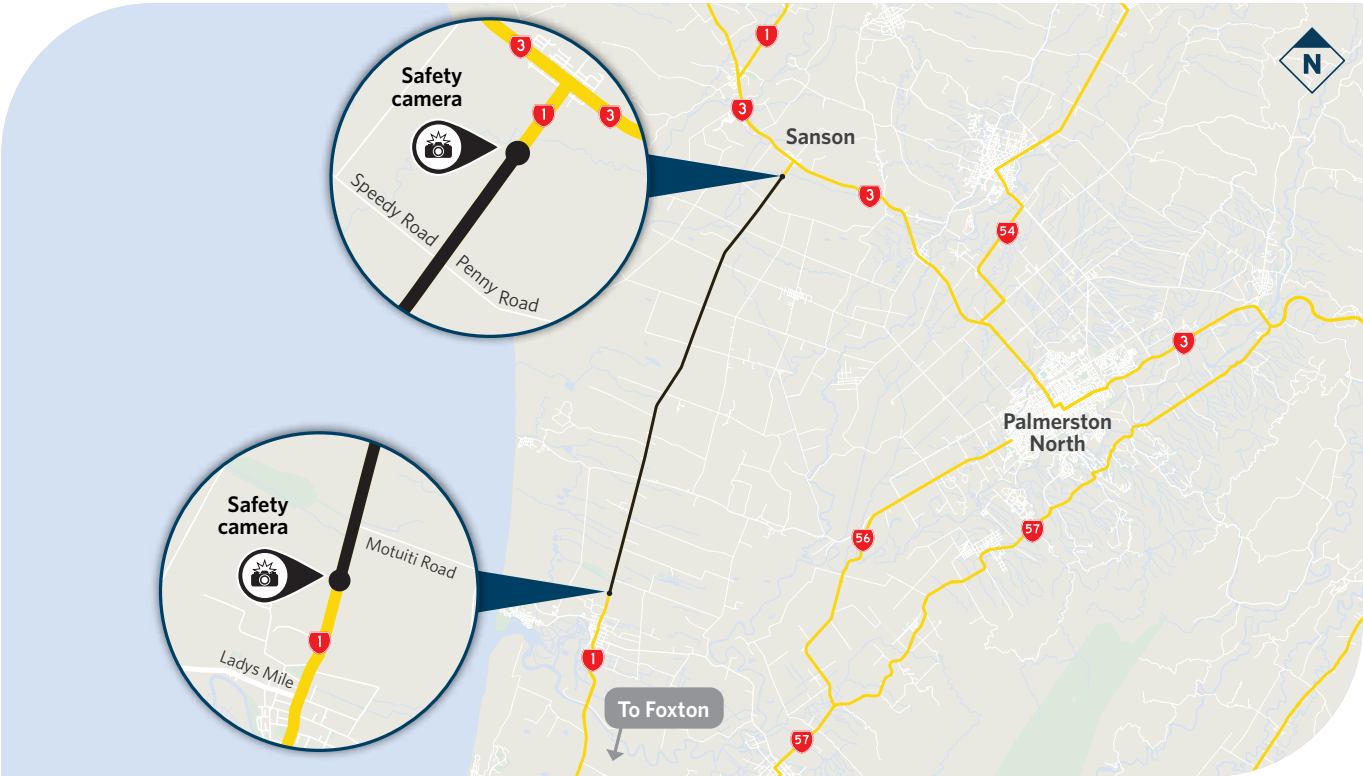 3
1
Safety
camera
1
3
Speedy Road
Penny Road
1
3
Sanson
3
N
54
3
Palmerston
North
56
57
Safety
camera
Motuiti Road
1
Ladys Mile
1
To Foxton
57